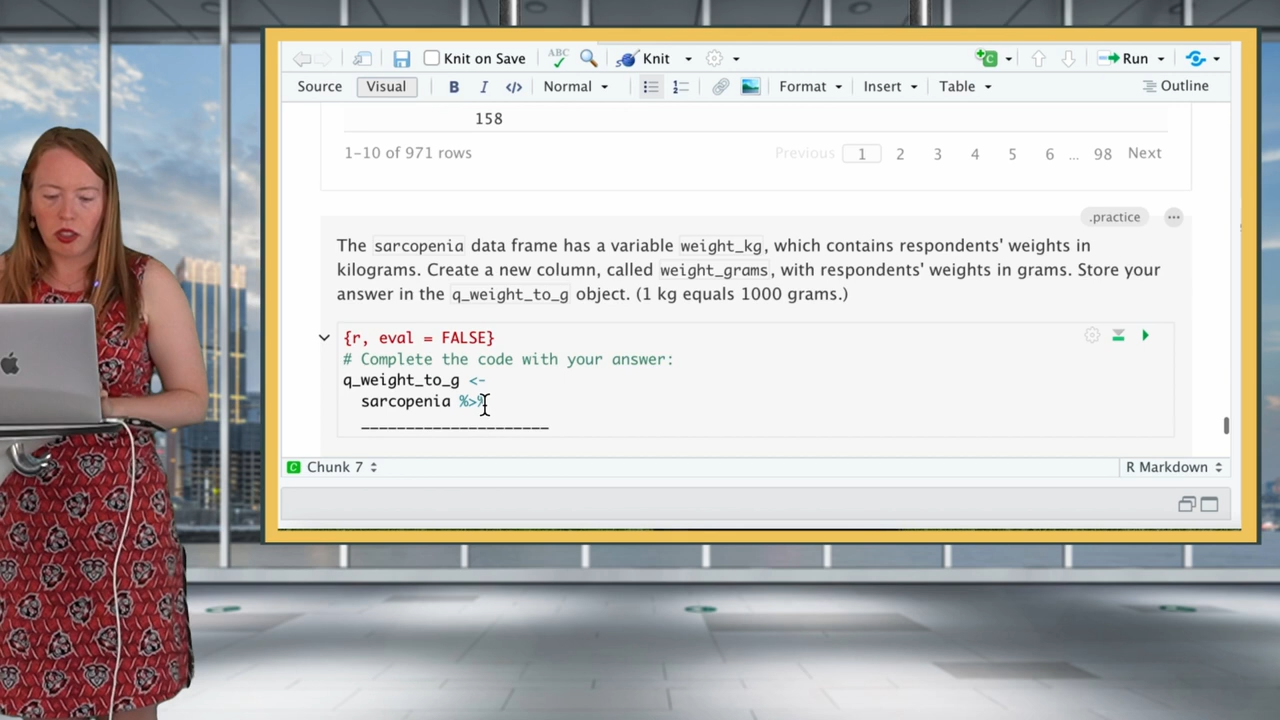 Knit on Save
ABC
Knit
Run
Source
Visual
B
I
</>
Normal
Format
Insert
Table
Outline
158
1–10 of 971 rows
Previous
1
2
3
4
5
6
...
98
Next
.practice
The sarcopenia data frame has a variable weight_kg, which contains respondents' weights in
kilograms. Create a new column, called weight_grams, with respondents' weights in grams. Store your
answer in the q_weight_to_g object. (1 kg equals 1000 grams.)
{r, eval = FALSE}
# Complete the code with your answer:
q_weight_to_g <-
sarcopenia %>%
_____________________
C
Chunk 7
R Markdown